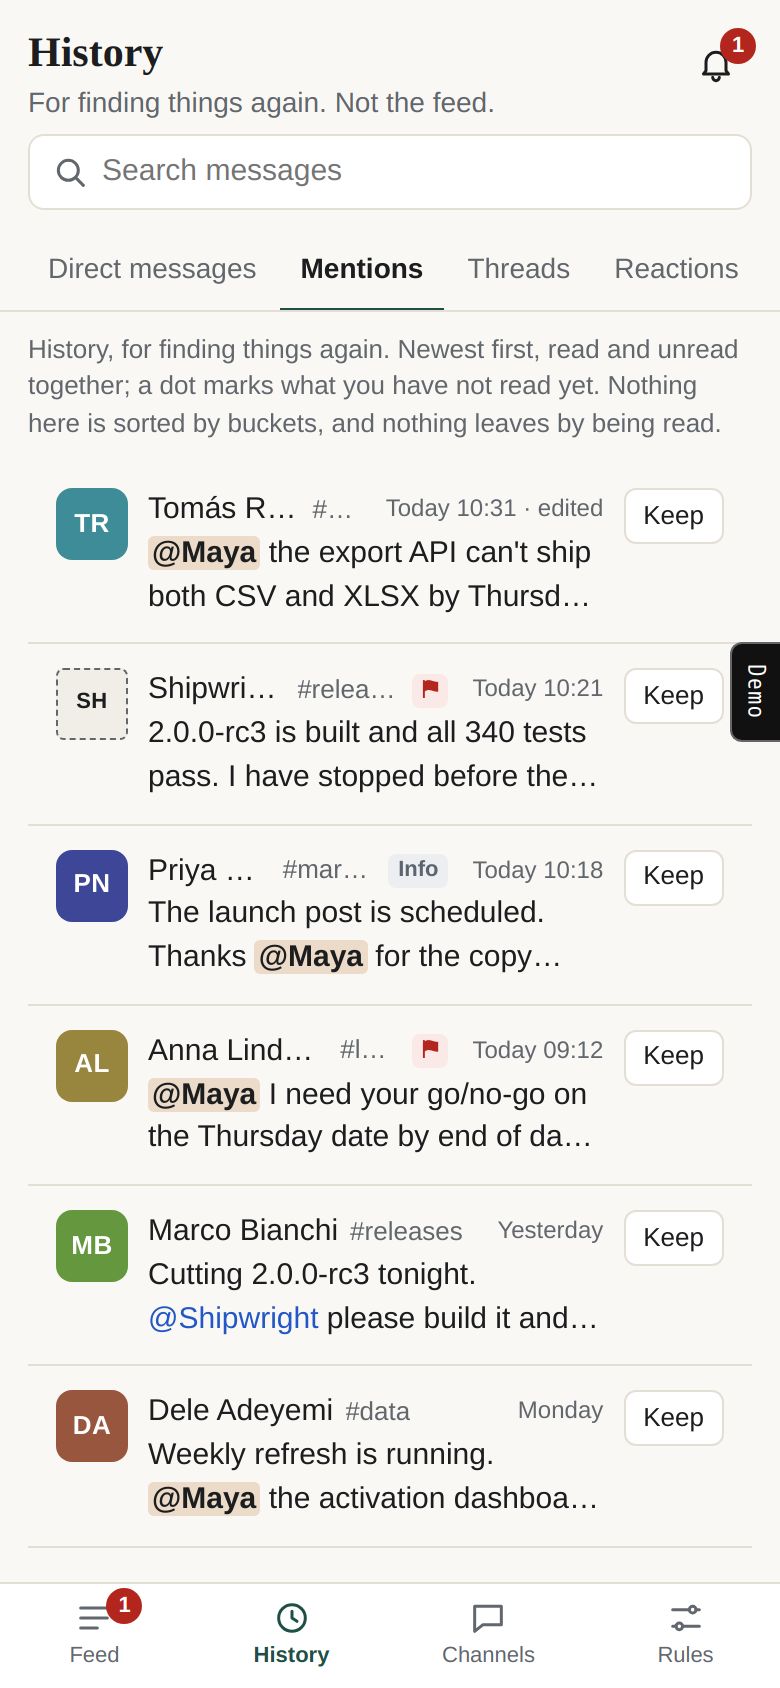 History
1
For finding things again. Not the feed.
Search messages
Direct messages Mentions Threads Reactions
History, for finding things again. Newest first, read and unread
together; a dot marks what you have not read yet. Nothing
here is sorted by buckets, and nothing leaves by being read.
TR Tomás R… #… Today 10:31 · edited Keep
@Maya the export API can't ship
both CSV and XLSX by Thursd…
SH Shipwri… #relea… Today 10:21 Keep
2.0.0-rc3 is built and all 340 tests
pass. I have stopped before the…
Demo
PN Priya … #mar… Info Today 10:18 Keep
The launch post is scheduled.
Thanks @Maya for the copy…
AL Anna Lind… #l… Today 09:12 Keep
@Maya I need your go/no-go on
the Thursday date by end of da…
MB Marco Bianchi #releases Yesterday Keep
Cutting 2.0.0-rc3 tonight.
@Shipwright please build it and…
DA Dele Adeyemi #data Monday Keep
Weekly refresh is running.
@Maya the activation dashboa…
1
Feed History Channels Rules